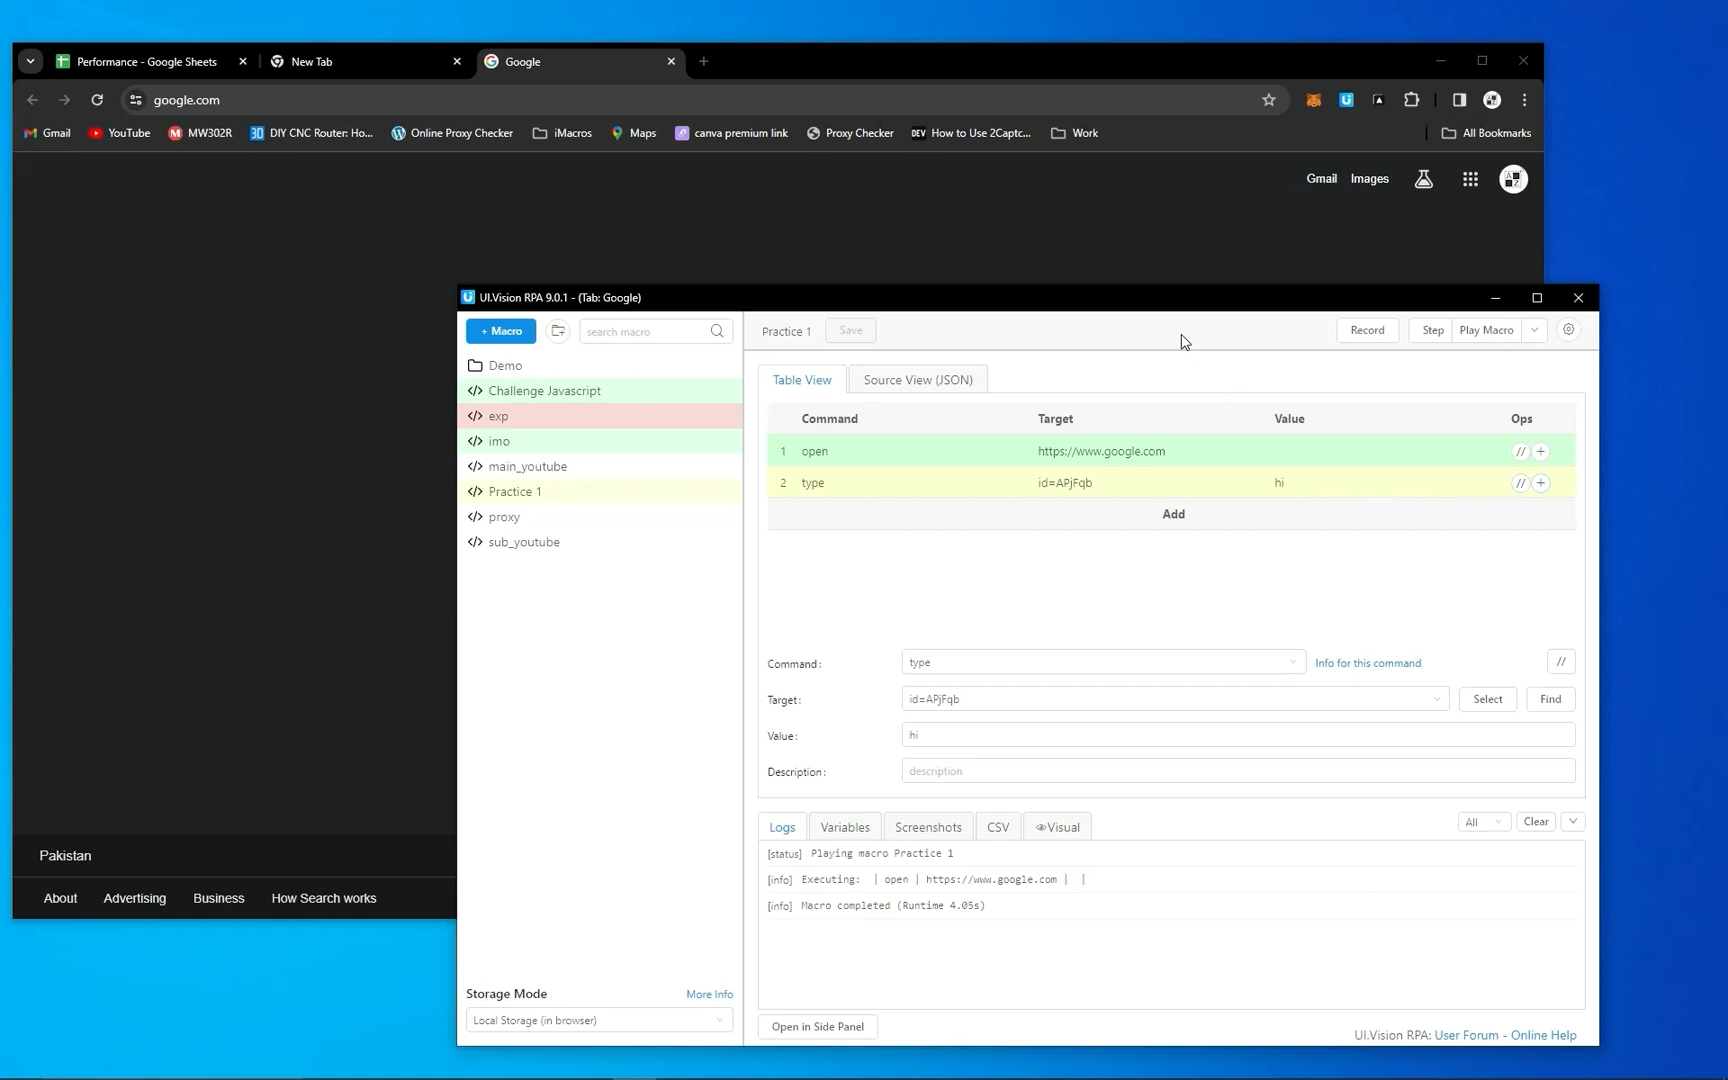 Performance - Google Sheets
New Tab
Google
google.com
Gmail
YouTube
MW302R
3D DIY CNC Router: Ho...
Online Proxy Checker
iMacros
Maps
canva premium link
Proxy Checker
DEV How to Use 2Captc...
Work
All Bookmarks
Gmail Images
UI.Vision RPA 9.0.1 - (Tab: Google)
+ Macro
search macro
Practice 1
Save
Record
Step
Play Macro
Demo
Challenge Javascript
exp
imo
main_youtube
Practice 1
proxy
sub_youtube
Table View
Source View (JSON)
Command Target Value Ops
1 open https://www.google.com // +
2 type id=APjFqb hi // +
Add
Command: type Info for this command //
Target: id=APjFqb Select Find
Value: hi
Description: description
Logs Variables Screenshots CSV Visual All Clear
[status] Playing macro Practice 1
[info] Executing: | open | https://www.google.com | |
[info] Macro completed (Runtime 4.05s)
Storage Mode More Info
Local Storage (in browser)
Open in Side Panel
UI.Vision RPA: User Forum - Online Help
Pakistan
About Advertising Business How Search works